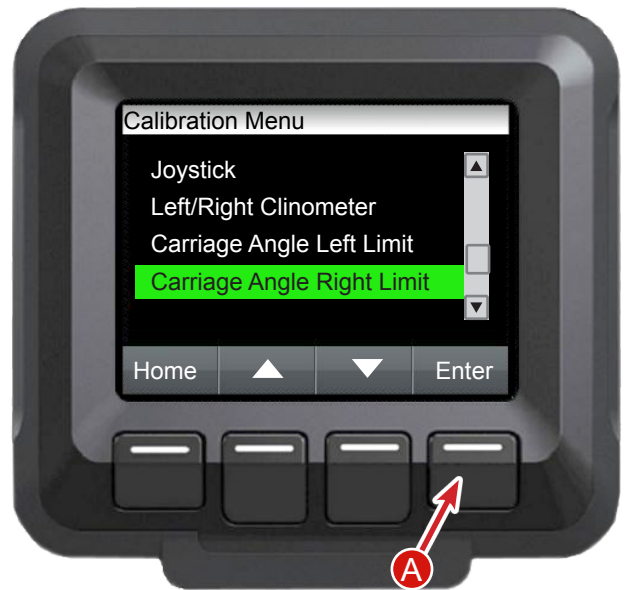 Calibration Menu
Joystick
Left/Right Clinometer
Carriage Angle Left Limit
Carriage Angle Right Limit
Home
Enter
A